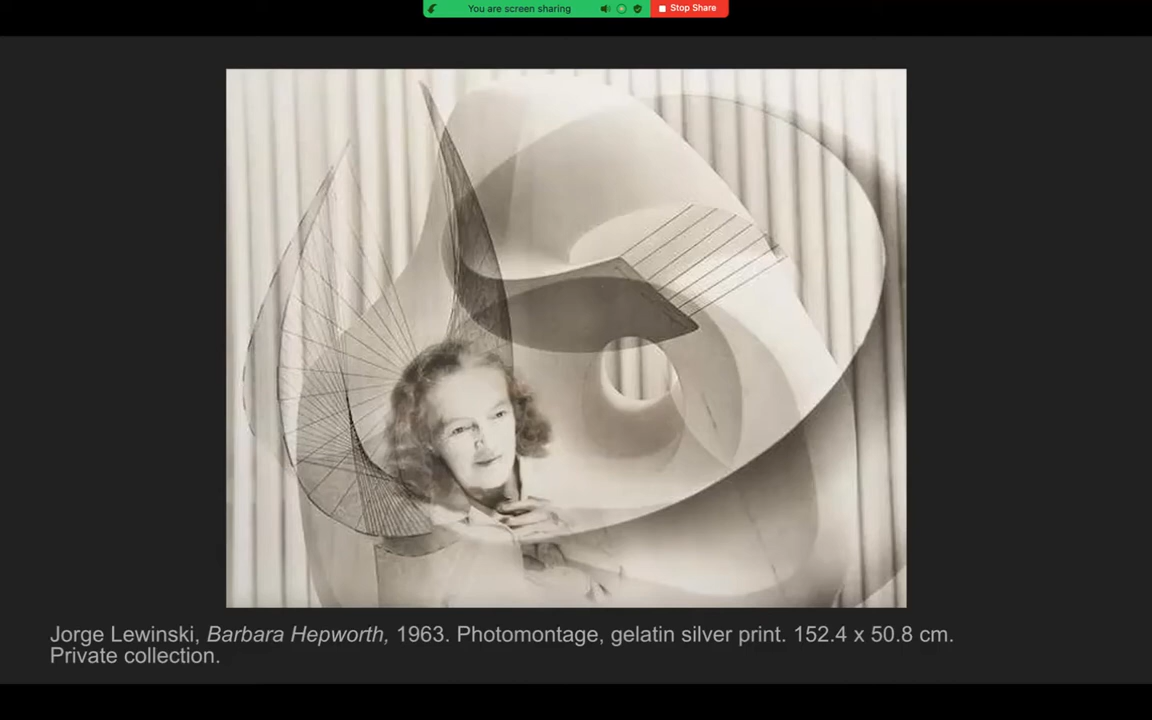 You are screen sharing
Stop Share
Jorge Lewinski, Barbara Hepworth, 1963. Photomontage, gelatin silver print. 152.4 x 50.8 cm.
Private collection.